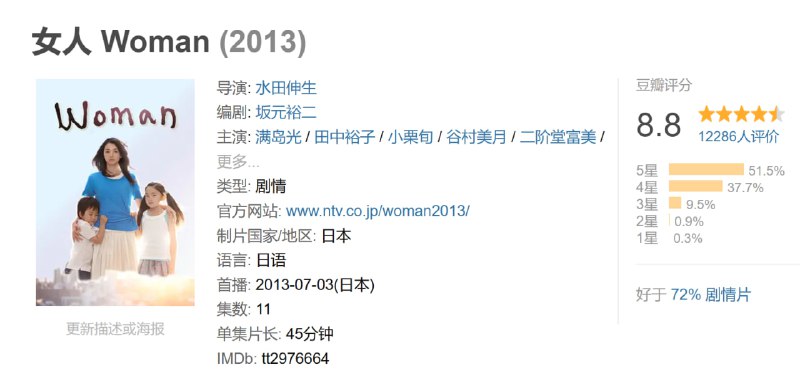 女人 Woman (2013)
Woman
更新描述或海报
导演: 水田伸生
编剧: 坂元裕二
主演: 满岛光 / 田中裕子 / 小栗旬 / 谷村美月 / 二阶堂富美 /
更多...
类型: 剧情
官方网站: www.ntv.co.jp/woman2013/
制片国家/地区: 日本
语言: 日语
首播: 2013-07-03(日本)
集数: 11
单集片长: 45分钟
IMDb: tt2976664
豆瓣评分
8.8
12286人评价
5星 51.5%
4星 37.7%
3星 9.5%
2星 0.9%
1星 0.3%
好于 72% 剧情片